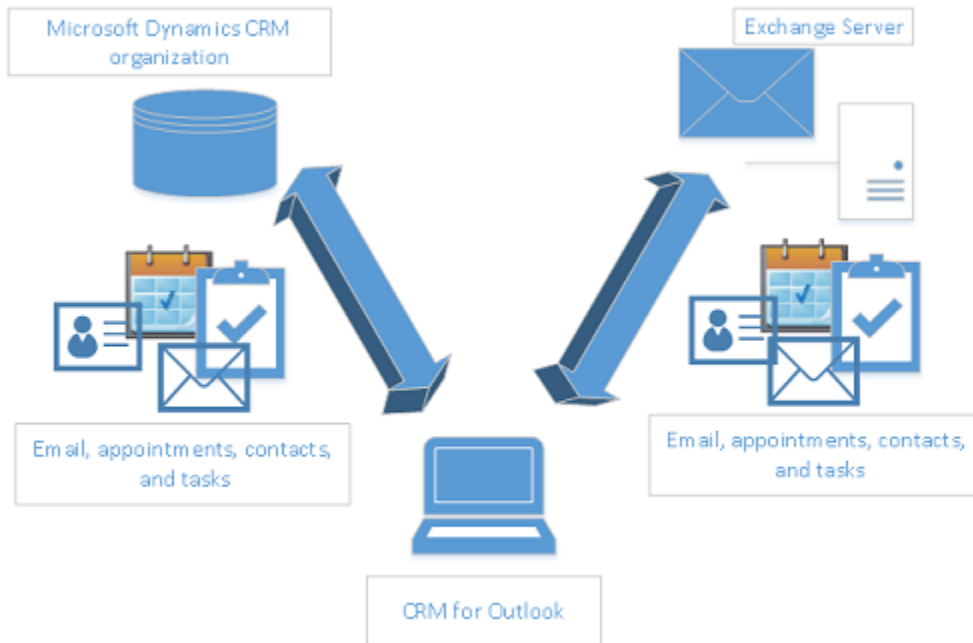 Microsoft Dynamics CRM
organization
Exchange Server
Email, appointments, contacts,
and tasks
Email, appointments, contacts,
and tasks
CRM for Outlook